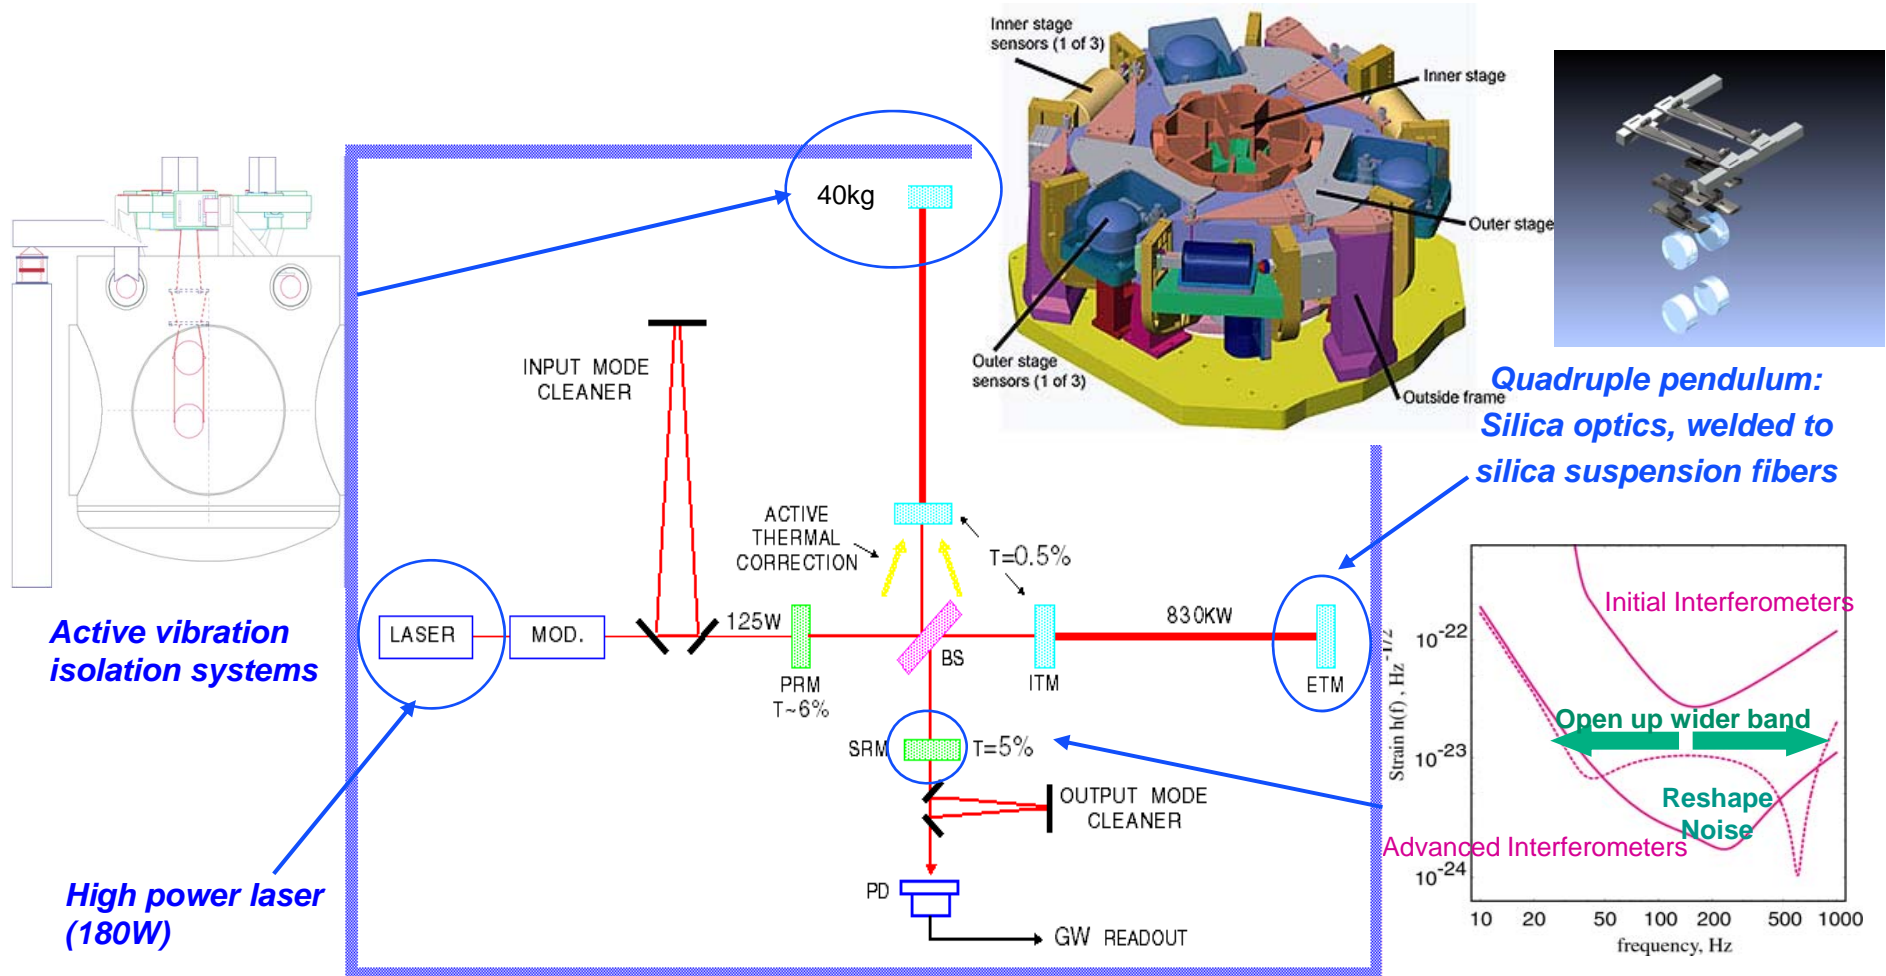 Inner stage
sensors (1 of 3)
Inner stage
Outer stage
Outer stage
sensors (1 of 3)
Outside frame
40kg
INPUT MODE
CLEANER
Quadruple pendulum:
Silica optics, welded to
silica suspension fibers
ACTIVE
THERMAL
CORRECTION
T=0.5%
Active vibration
isolation systems
LASER
MOD.
125W
PRM
T~6%
BS
830KW
ITM
ETM
SRM
T=5%
OUTPUT MODE
CLEANER
PD
GW READOUT
High power laser
(180W)
Initial Interferometers
Open up wider band
Reshape
Noise
Advanced Interferometers
Strain h(f), Hz-1/2
10-22
10-23
10-24
10 20 50 100 200 500 1000
frequency, Hz